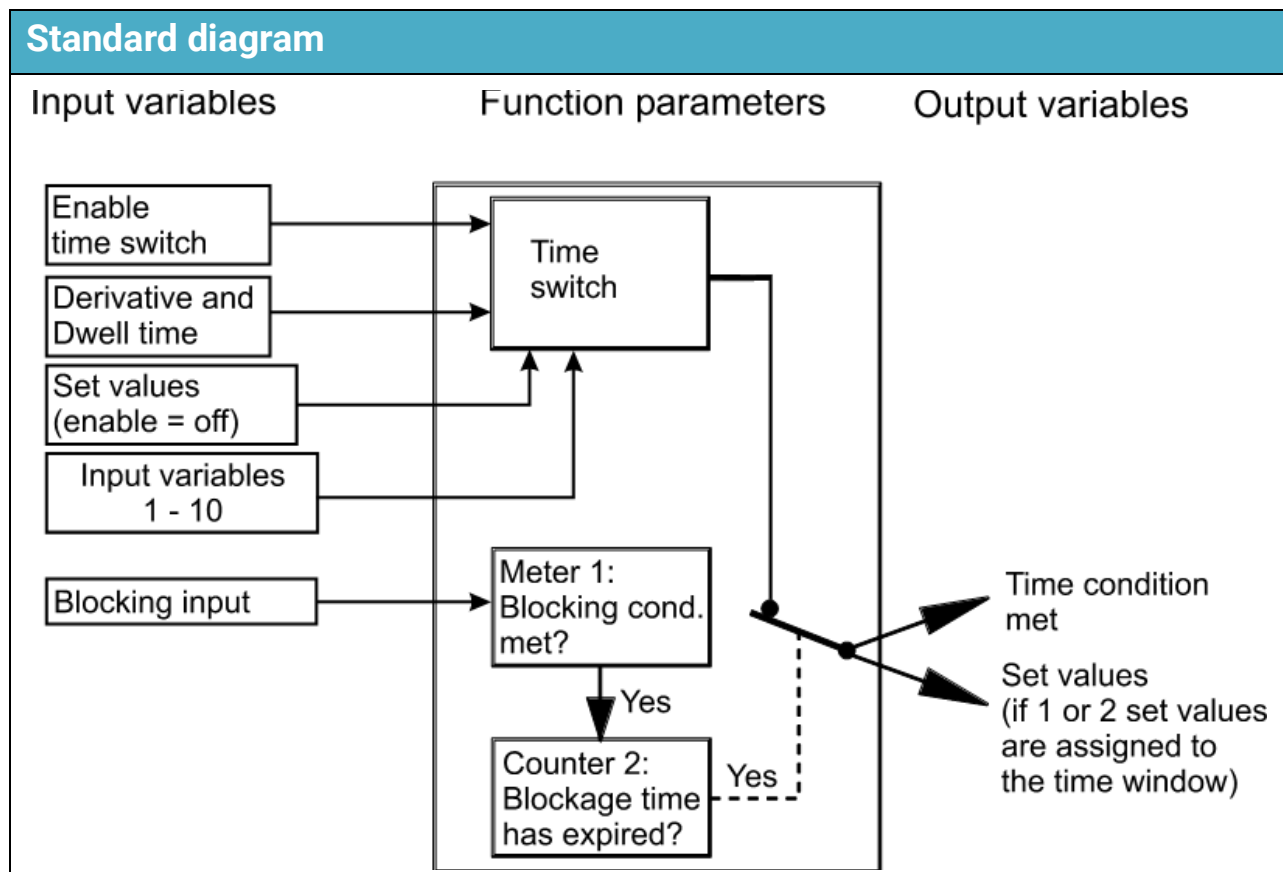 Standard diagram
Input variables
Function parameters
Output variables
Enable
time switch
Derivative and
Dwell time
Set values
(enable = off)
Input variables
1 - 10
Blocking input
Time
switch
Meter 1:
Blocking cond.
met?
Yes
Counter 2:
Blockage time
has expired?
Yes
Time condition
met
Set values
(if 1 or 2 set values
are assigned to
the time window)